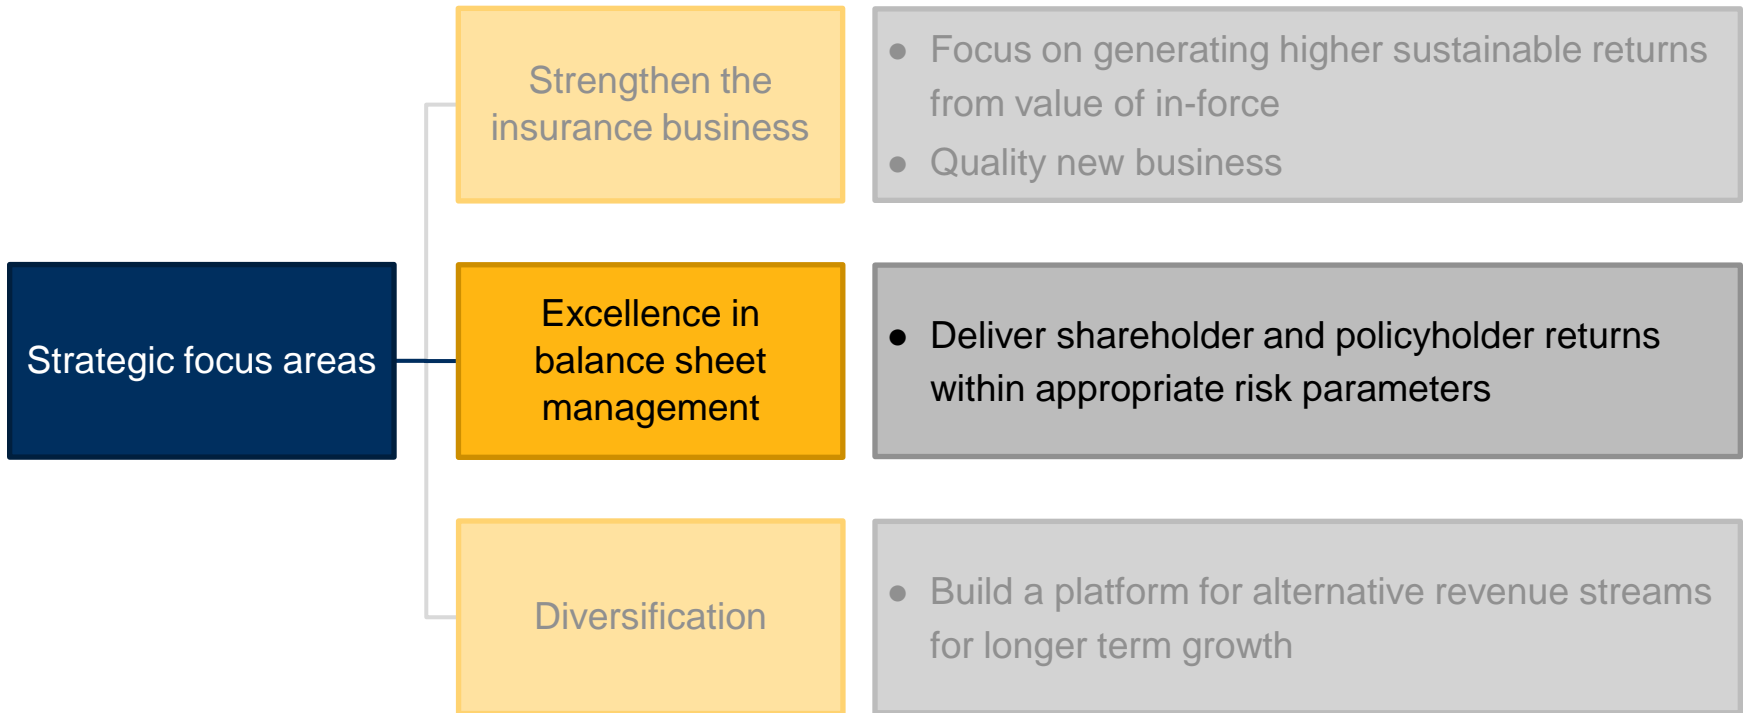 Strategic focus areas
Strengthen the
insurance business
● Focus on generating higher sustainable returns
from value of in-force
● Quality new business
Excellence in
balance sheet
management
● Deliver shareholder and policyholder returns
within appropriate risk parameters
Diversification
● Build a platform for alternative revenue streams
for longer term growth